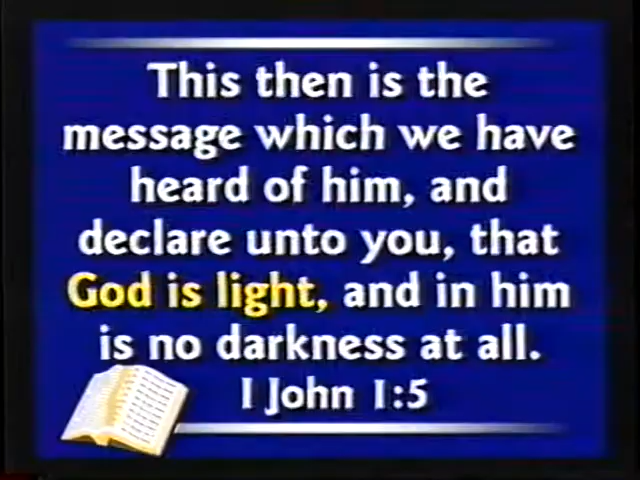 This then is the
message which we have
heard of him, and
declare unto you, that
God is light, and in him
is no darkness at all.
I John 1:5